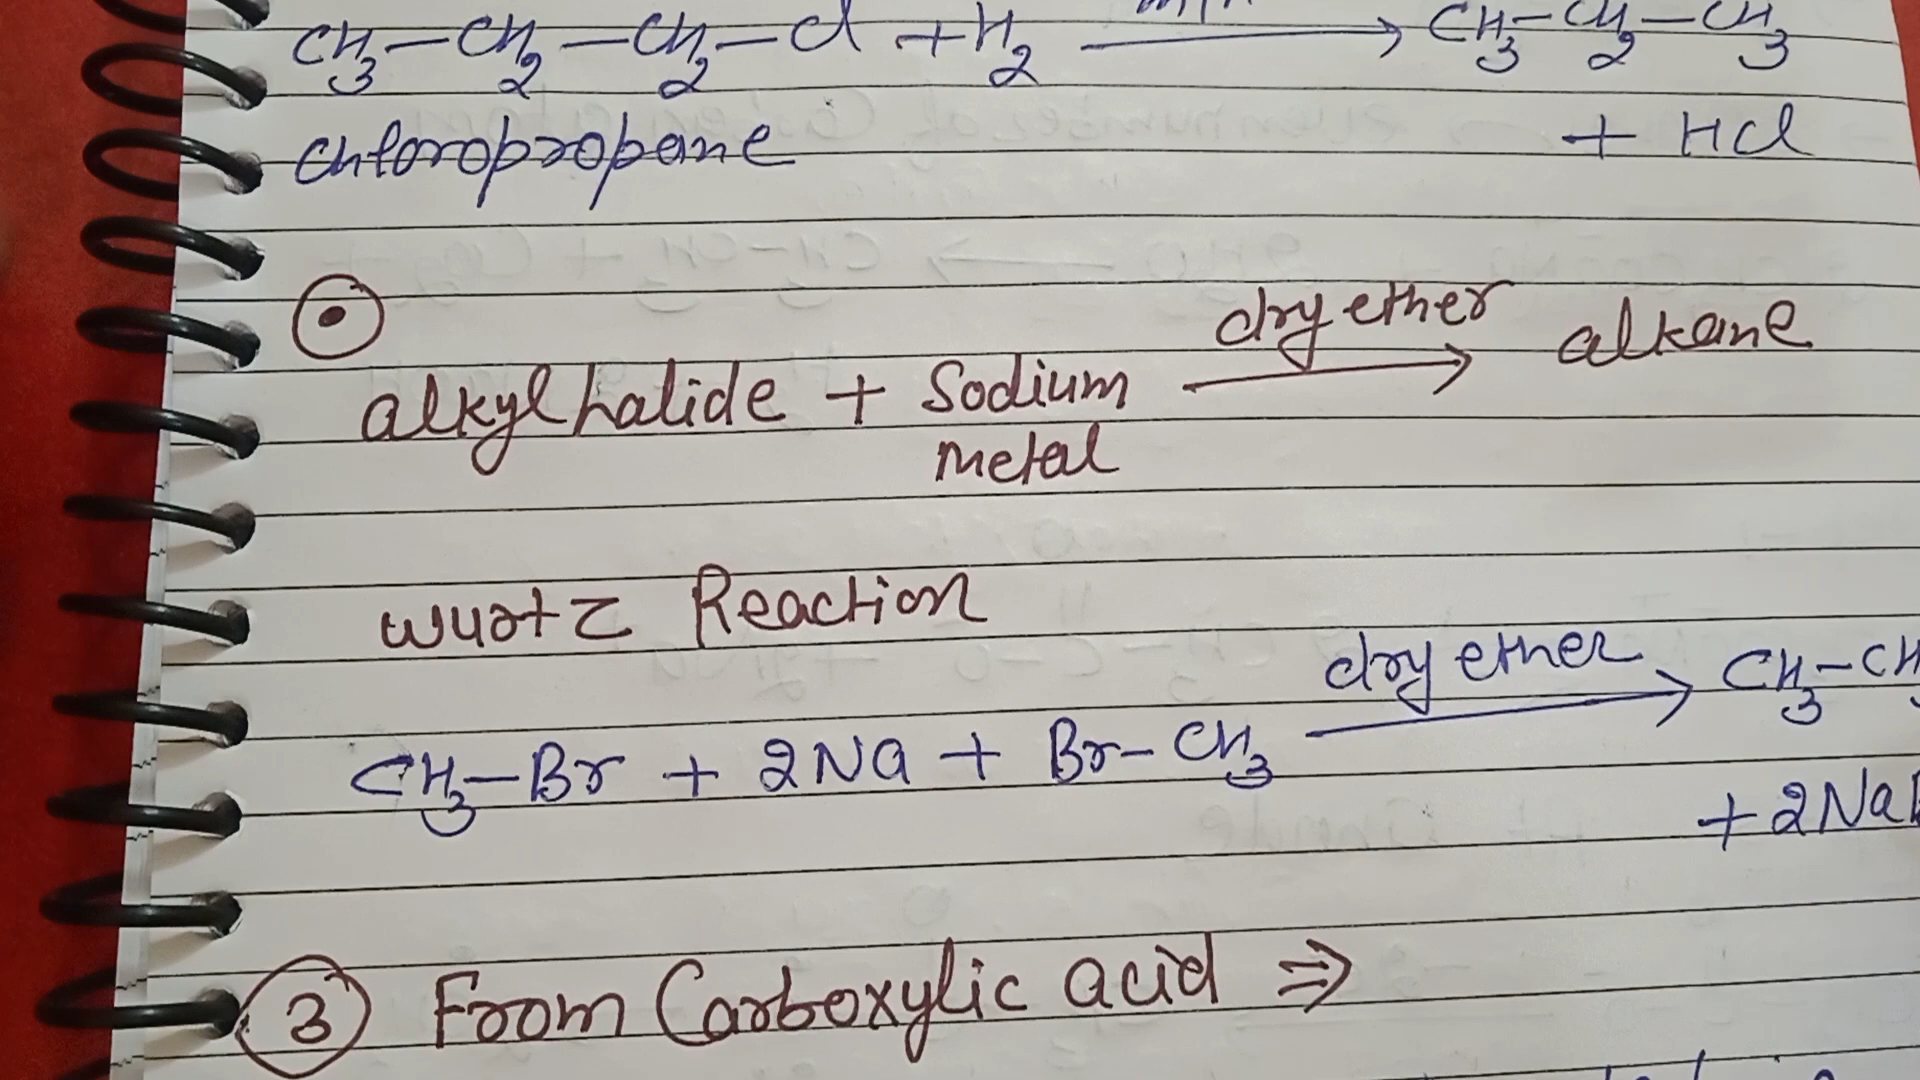 CH₃-CH₂-CH₂-Cl + H₂ → CH₃-CH₂-CH₃
+ HCl
chloropropane
dry ether
alkyl halide + Sodium metal → alkane
Wurtz Reaction
dry ether
CH₃-Br + 2Na + Br-CH₃ → CH₃-CH
+ 2Na
③ From Carboxylic acid ⇒